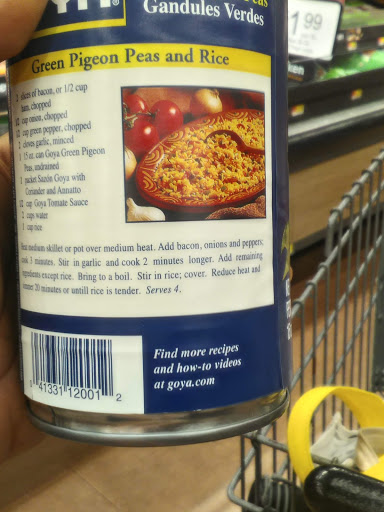 Gandules Verdes
1 99
Green Pigeon Peas and Rice
slices of bacon, or 1/2 cup
ham, chopped
cup onion, chopped
cup green pepper, chopped
cloves garlic, minced
15 oz. can Goya Green Pigeon
Peas, undrained
packet Sazón Goya with
Coriander and Annatto
cup Goya Tomato Sauce
cups water
cup rice
medium skillet or pot over medium heat. Add bacon, onions and peppers;
cook 3 minutes. Stir in garlic and cook 2 minutes longer. Add remaining
ingredients except rice. Bring to a boil. Stir in rice; cover. Reduce heat and
simmer 20 minutes or untill rice is tender. Serves 4.
Find more recipes
and how-to videos
at goya.com
41331 12001 2